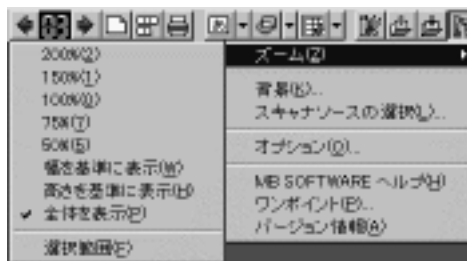 200%(2)
150%(1)
100%(0)
75%(7)
50%(5)
幅を基準に表示(W)
高さを基準に表示(H)
全体を表示(P)
選択範囲(E)
ズーム(Z)
背景(K)...
スキャナソースの選択(L)...
オプション(O)...
MB SOFTWARE ヘルプ(H)
ワンポイント(P)...
バージョン情報(A)